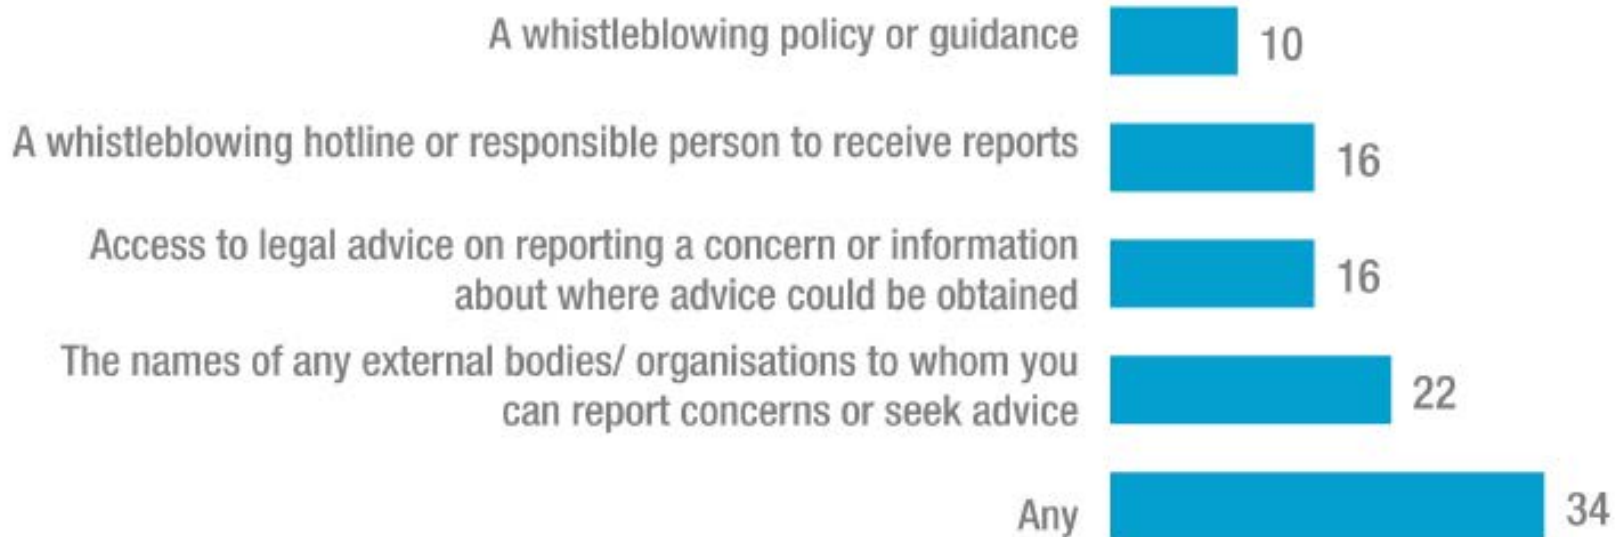 A whistleblowing policy or guidance 10
A whistleblowing hotline or responsible person to receive reports 16
Access to legal advice on reporting a concern or information
about where advice could be obtained 16
The names of any external bodies/ organisations to whom you
can report concerns or seek advice 22
Any 34